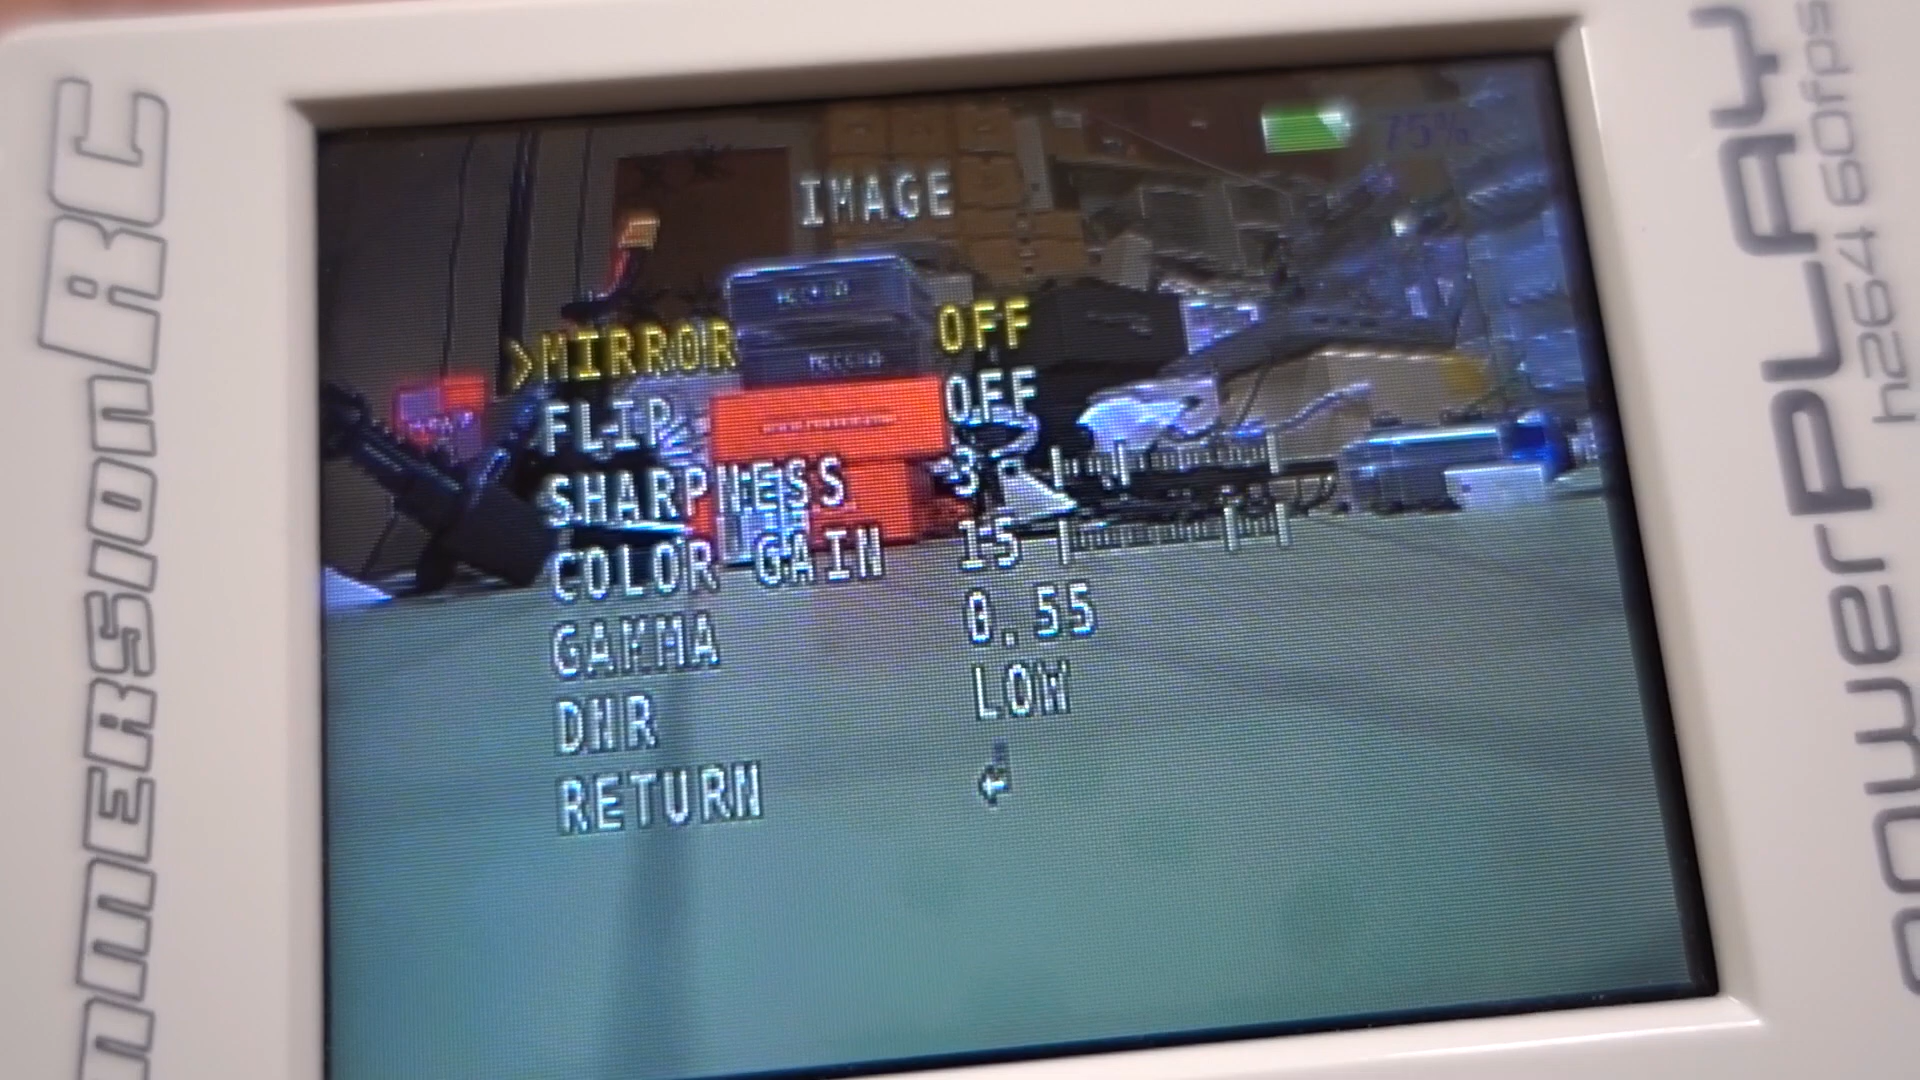 ImmersionRC
75%
IMAGE
>MIRROR OFF
FLIP OFF
SHARPNESS 3
COLOR GAIN 15
GAMMA 0.55
DNR LOW
RETURN
powerPLAY
h264 60fps